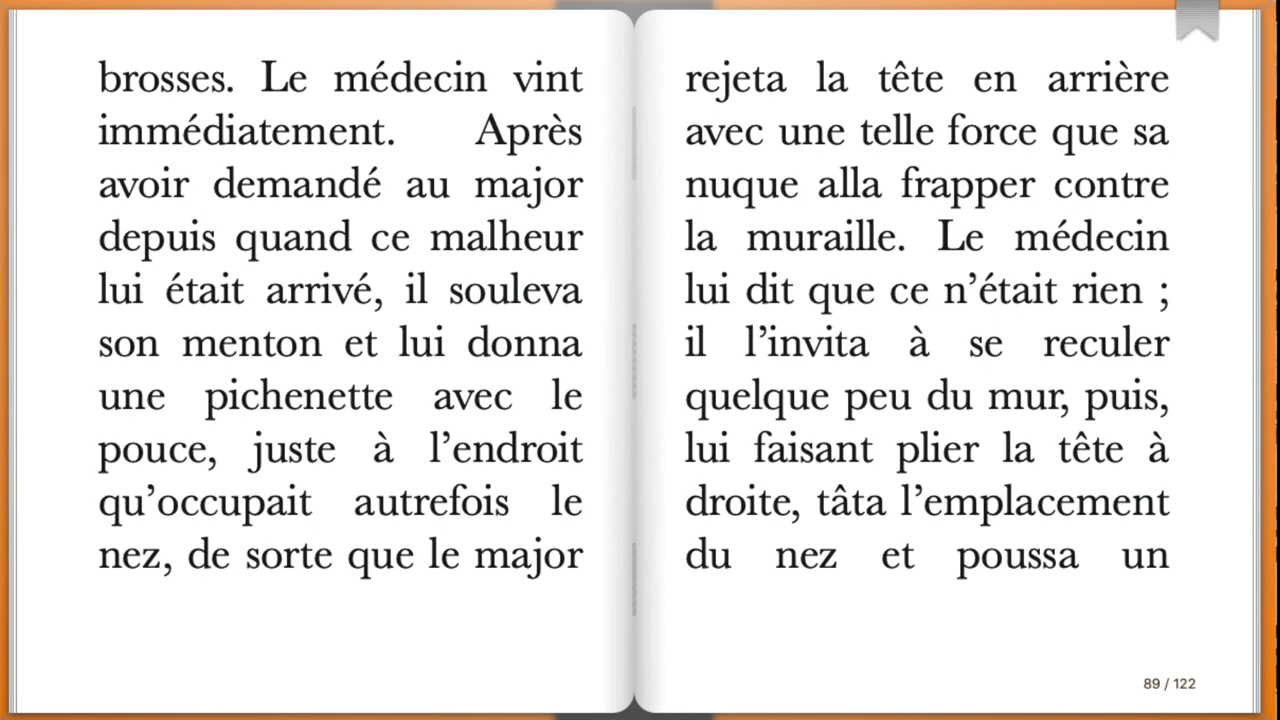 brosses. Le médecin vint
immédiatement. Après
avoir demandé au major
depuis quand ce malheur
lui était arrivé, il souleva
son menton et lui donna
une pichenette avec le
pouce, juste à l’endroit
qu’occupait autrefois le
nez, de sorte que le major
rejeta la tête en arrière
avec une telle force que sa
nuque alla frapper contre
la muraille. Le médecin
lui dit que ce n’était rien ;
il l’invita à se reculer
quelque peu du mur, puis,
lui faisant plier la tête à
droite, tâta l’emplacement
du nez et poussa un
89 / 122